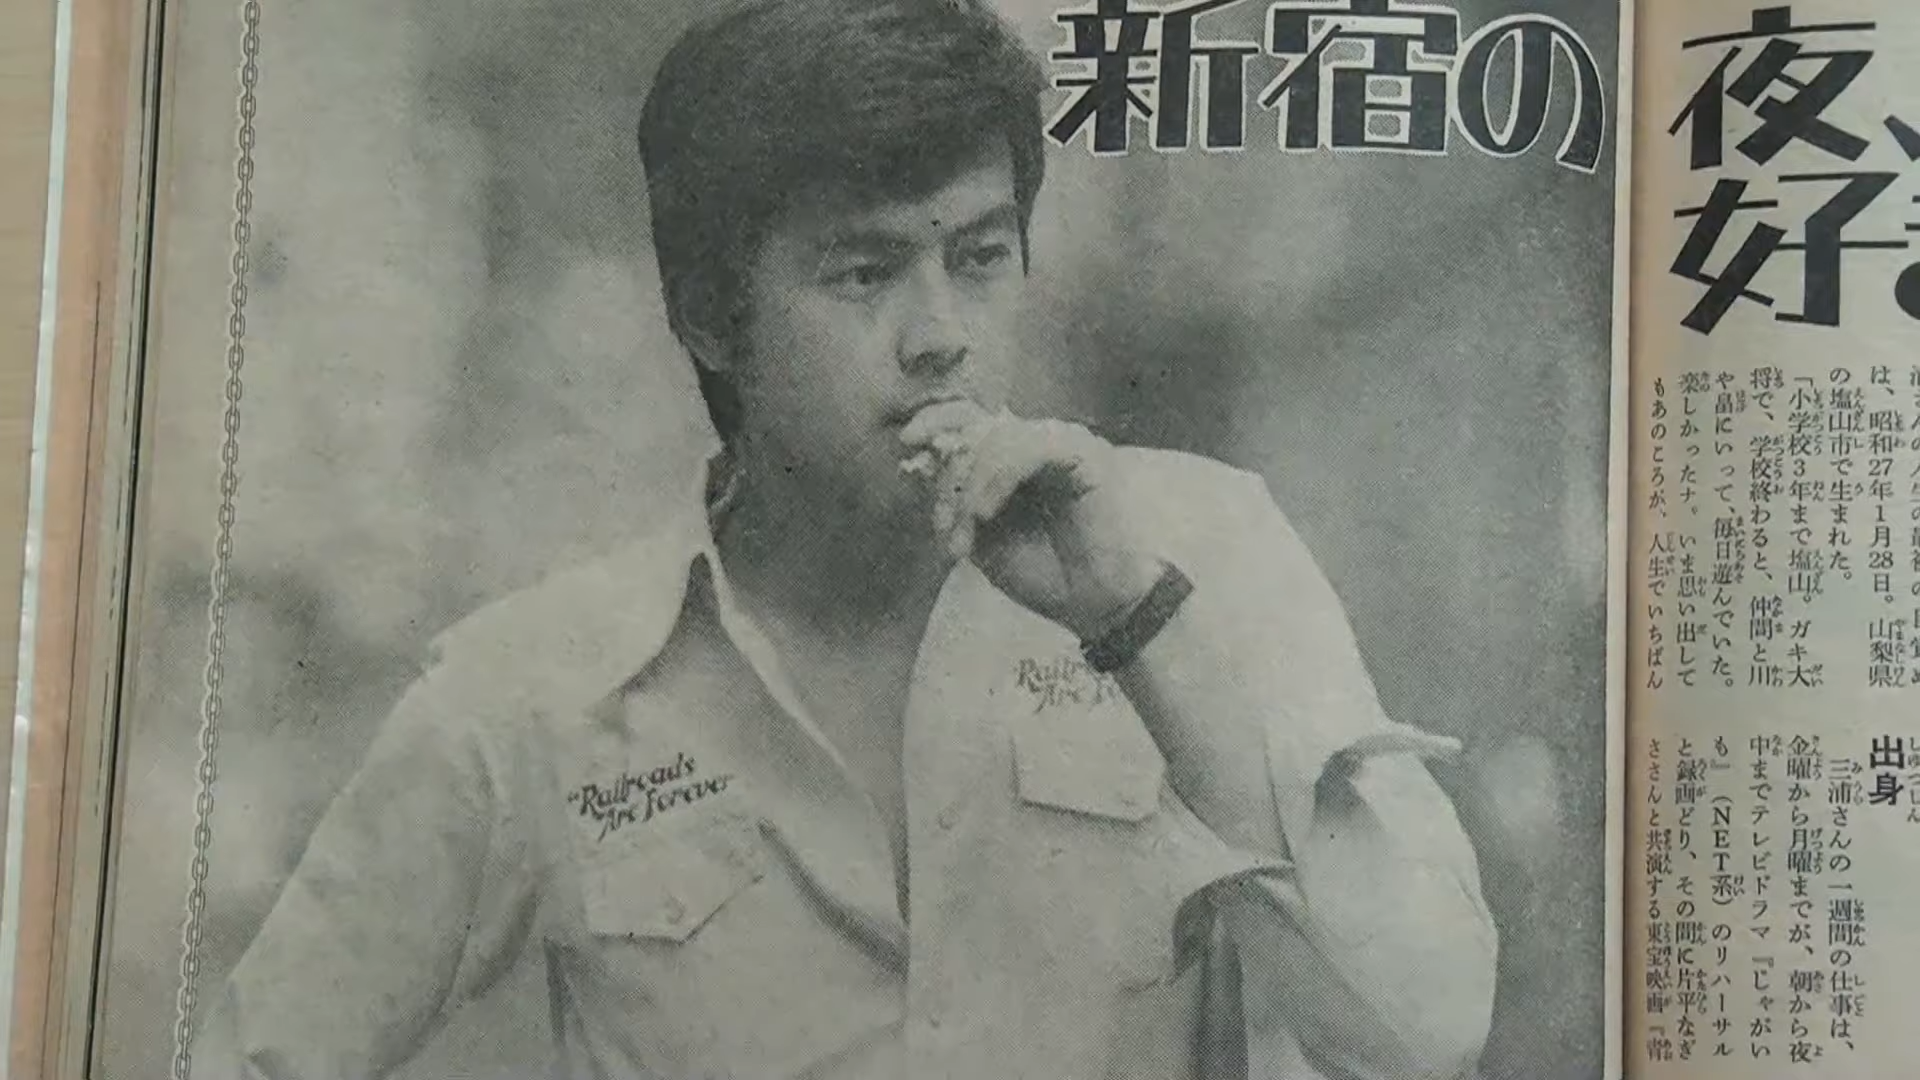 新宿の
夜、
好
は、昭和27年1月28日。山梨県
の塩山市で生まれた。
「小学校3年まで塩山。ガキ大
将で、学校終わると、仲間と川
や畠にいって、毎日遊んでいた。
楽しかったナ。いま思い出して
もあのころが、人生でいちばん
出身
三浦さんの一週間の仕事は、
金曜から月曜までが、朝から夜
中までテレビドラマ『じゃがい
も』（NET系）のリハーサル
と録画どり、その間に片平なぎ
ささんと共演する東宝映画『青
"Railroads
Are Forever
Railr
Are Fo